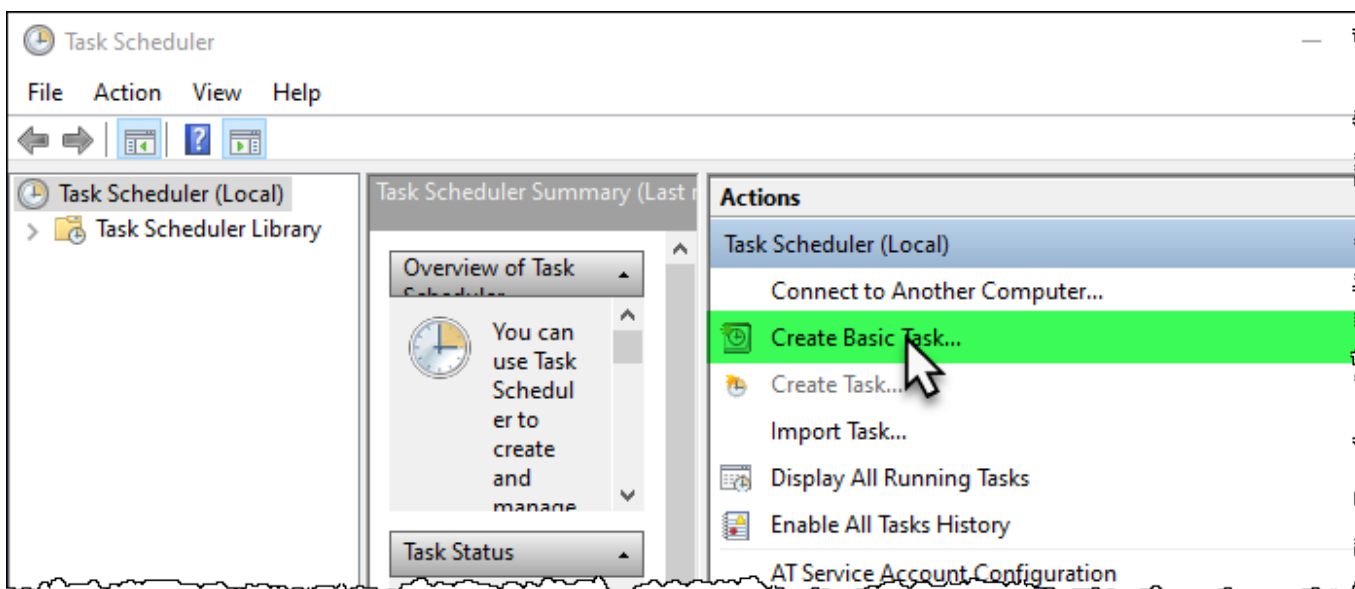 Task Scheduler
File Action View Help
Task Scheduler (Local)
Task Scheduler Library
Task Scheduler Summary (Last
Overview of Task
Scheduler
You can
use Task
Schedul
er to
create
and
manage
Task Status
Actions
Task Scheduler (Local)
Connect to Another Computer...
Create Basic Task...
Create Task...
Import Task...
Display All Running Tasks
Enable All Tasks History
AT Service Account Configuration